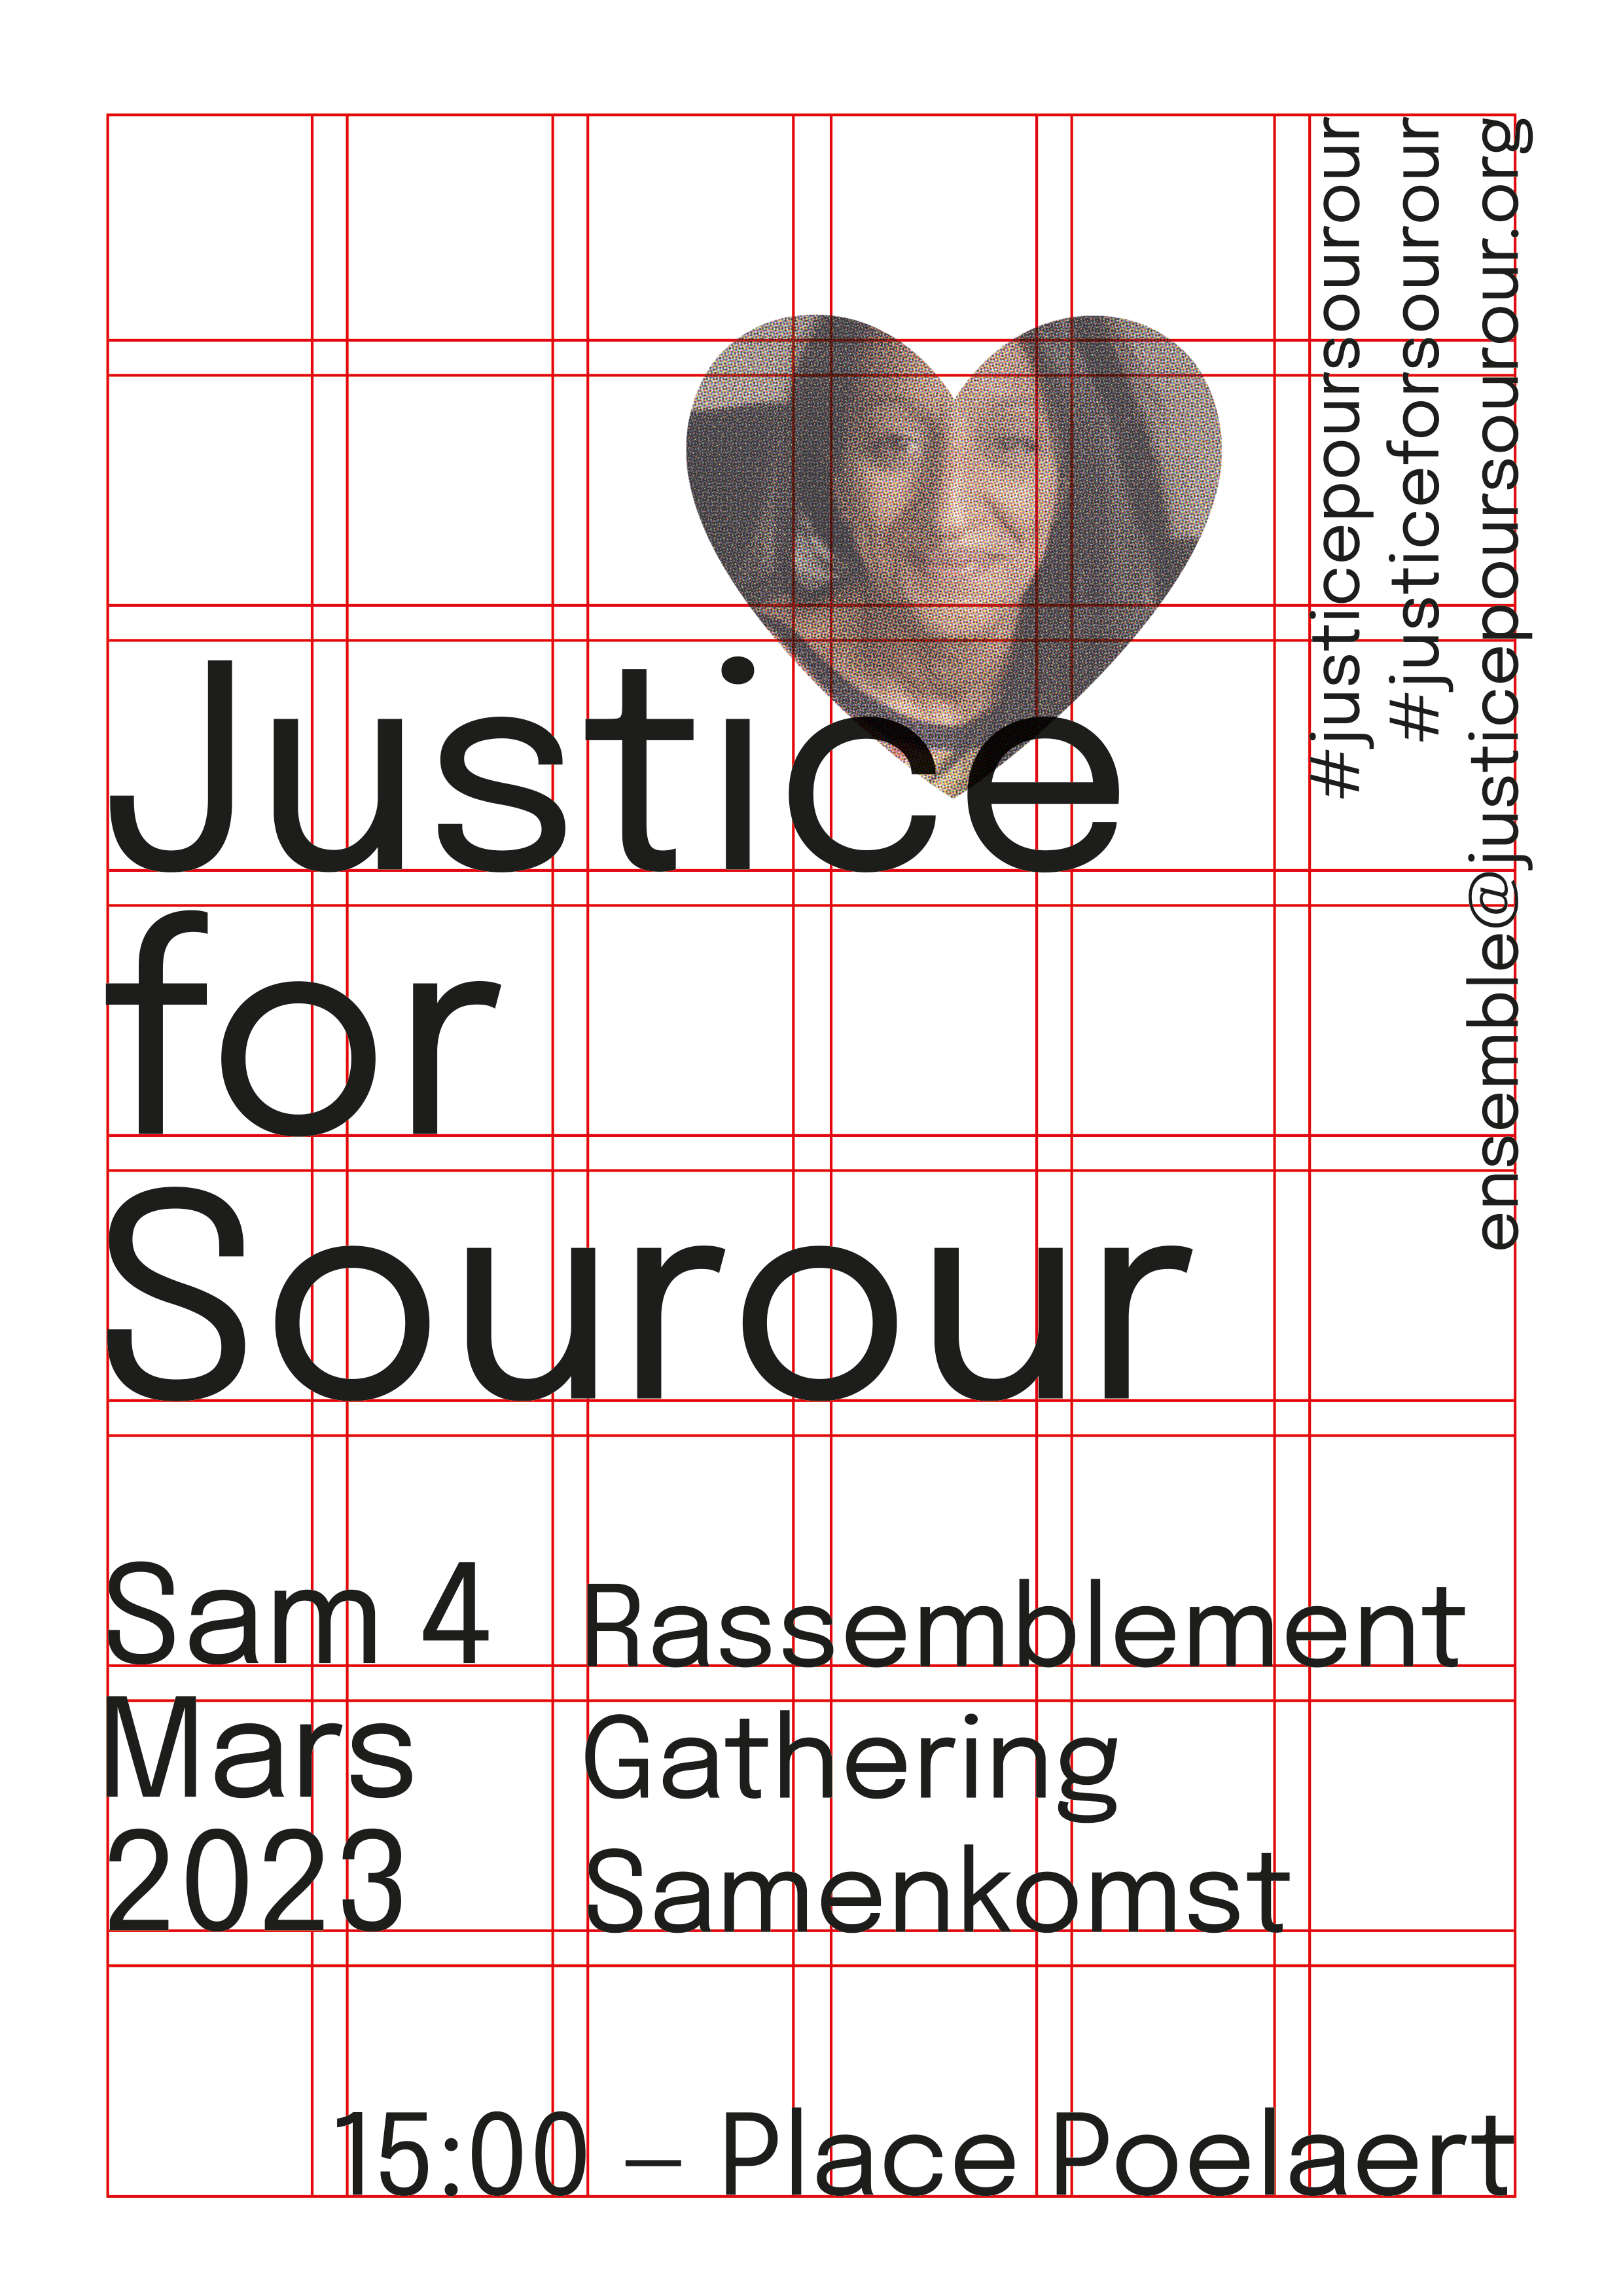 #justicepoursourour
#justiceforsourour
ensemble@justicepoursourour.org
Justice
for
Sourour
Sam 4
Mars
2023
Rassemblement
Gathering
Samenkomst
15:00 – Place Poelaert